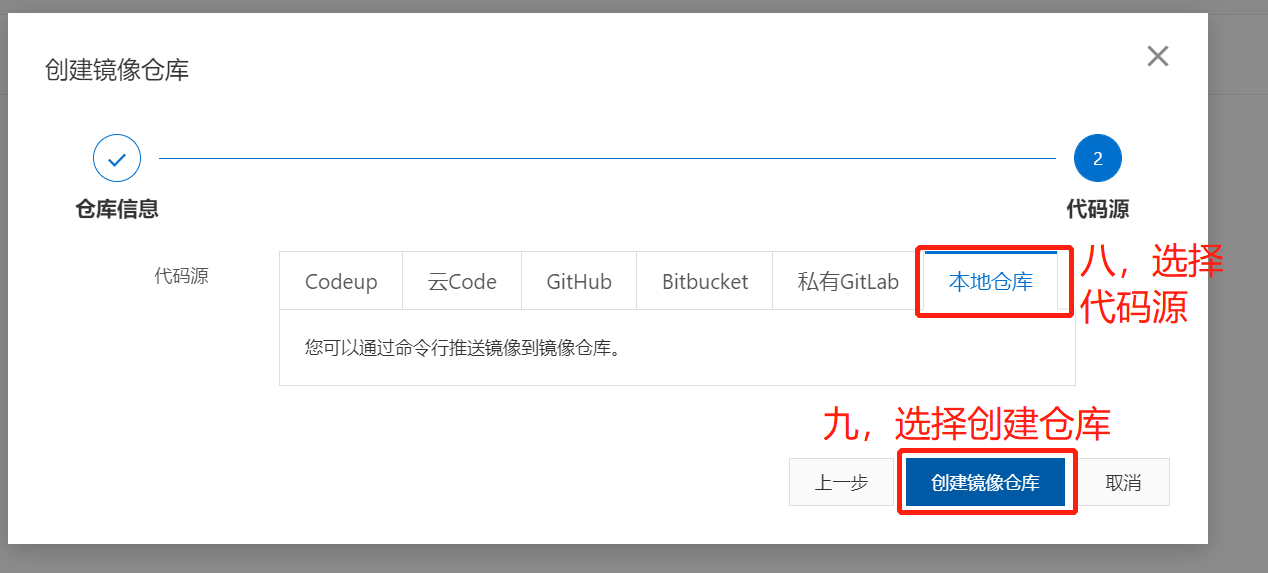 创建镜像仓库
2
仓库信息
代码源
代码源
Codeup
云Code
GitHub
Bitbucket
私有GitLab
本地仓库
八，选择
代码源
您可以通过命令行推送镜像到镜像仓库。
九，选择创建仓库
上一步
创建镜像仓库
取消